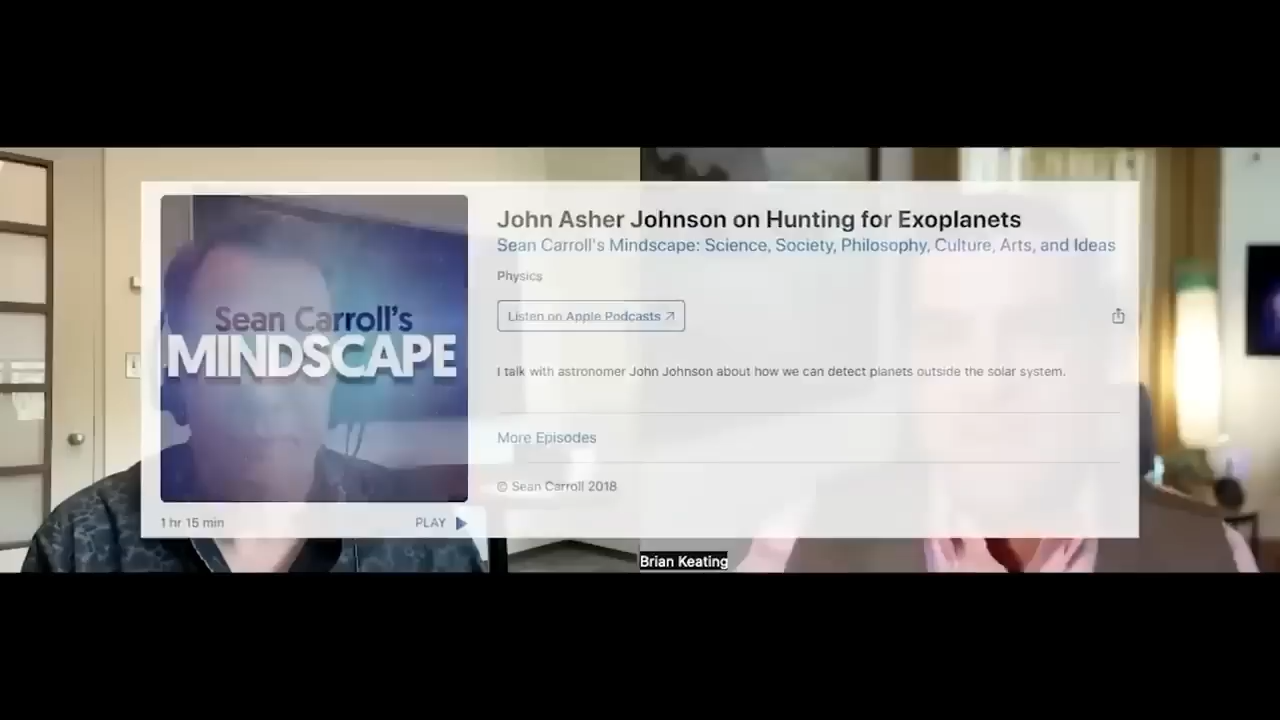 John Asher Johnson on Hunting for Exoplanets
Sean Carroll's Mindscape: Science, Society, Philosophy, Culture, Arts, and Ideas
Physics
Listen on Apple Podcasts ↗
Sean Carroll's
MINDSCAPE
I talk with astronomer John Johnson about how we can detect planets outside the solar system.
More Episodes
© Sean Carroll 2018
1 hr 15 min
PLAY
Brian Keating